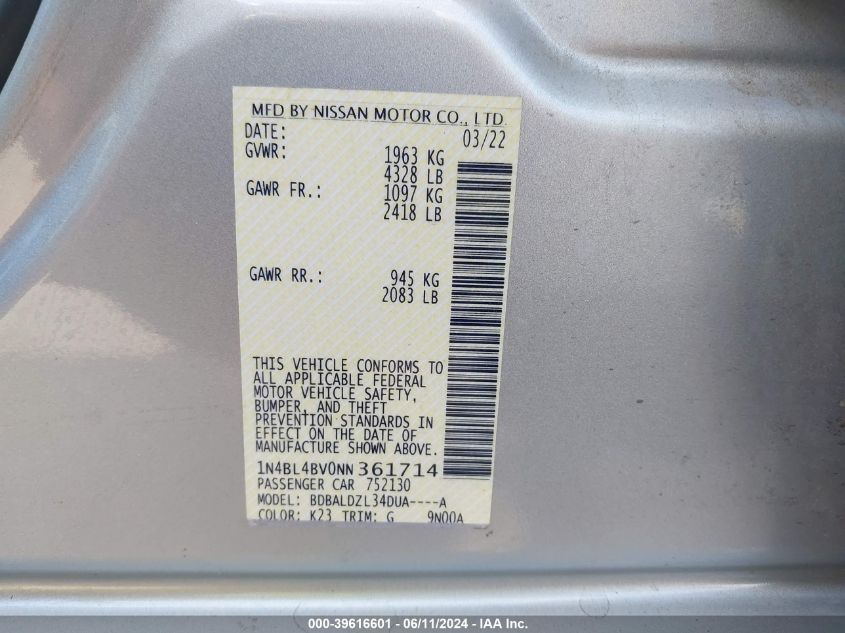 MFD BY NISSAN MOTOR CO., LTD.
DATE: 03/22
GVWR: 1963 KG
4328 LB
GAWR FR.: 1097 KG
2418 LB
GAWR RR.: 945 KG
2083 LB
THIS VEHICLE CONFORMS TO
ALL APPLICABLE FEDERAL
MOTOR VEHICLE SAFETY,
BUMPER, AND THEFT
PREVENTION STANDARDS IN
EFFECT ON THE DATE OF
MANUFACTURE SHOWN ABOVE.
1N4BL4BV0NN361714
PASSENGER CAR 752130
MODEL: BDBALDZL34DUA----A
COLOR: K23 TRIM: G 9N00A
000-39616601 - 06/11/2024 - IAA Inc.